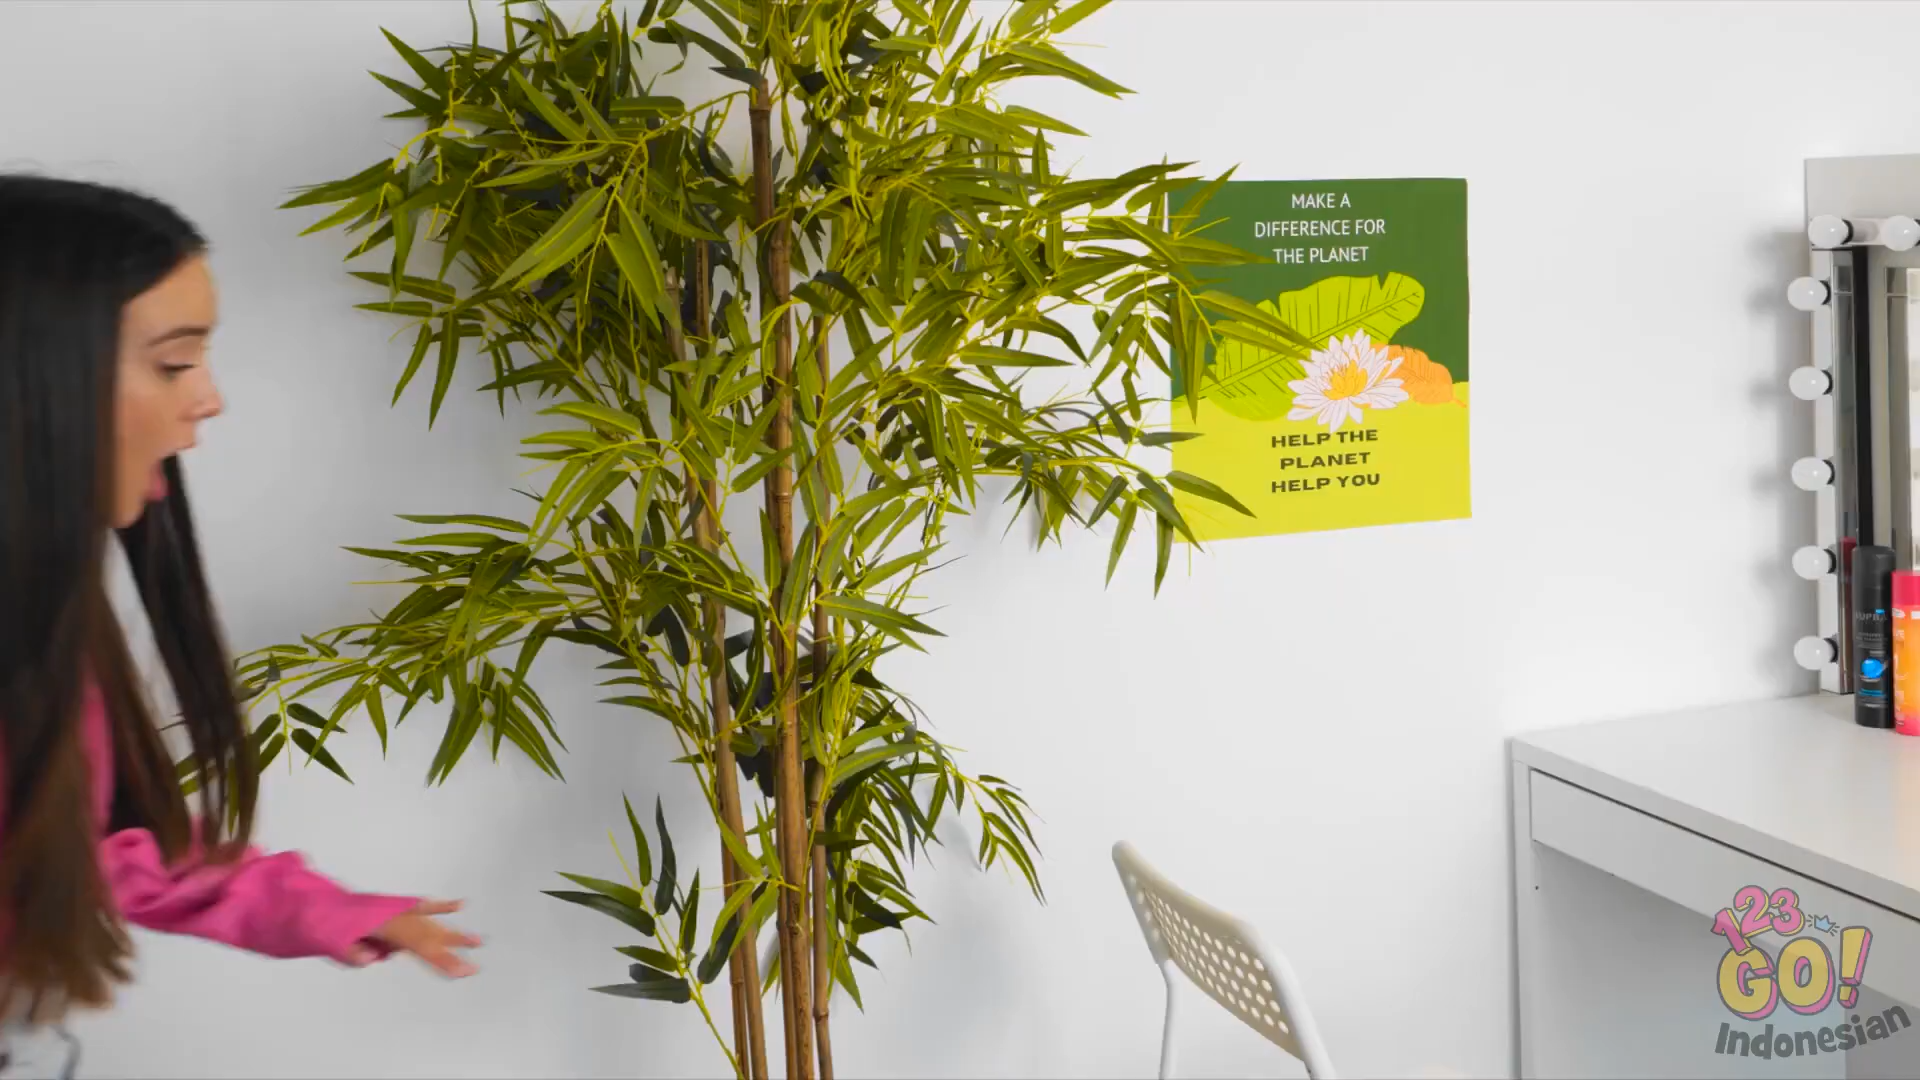 MAKE A
DIFFERENCE FOR
THE PLANET
HELP THE
PLANET
HELP YOU
123
GO!
Indonesian